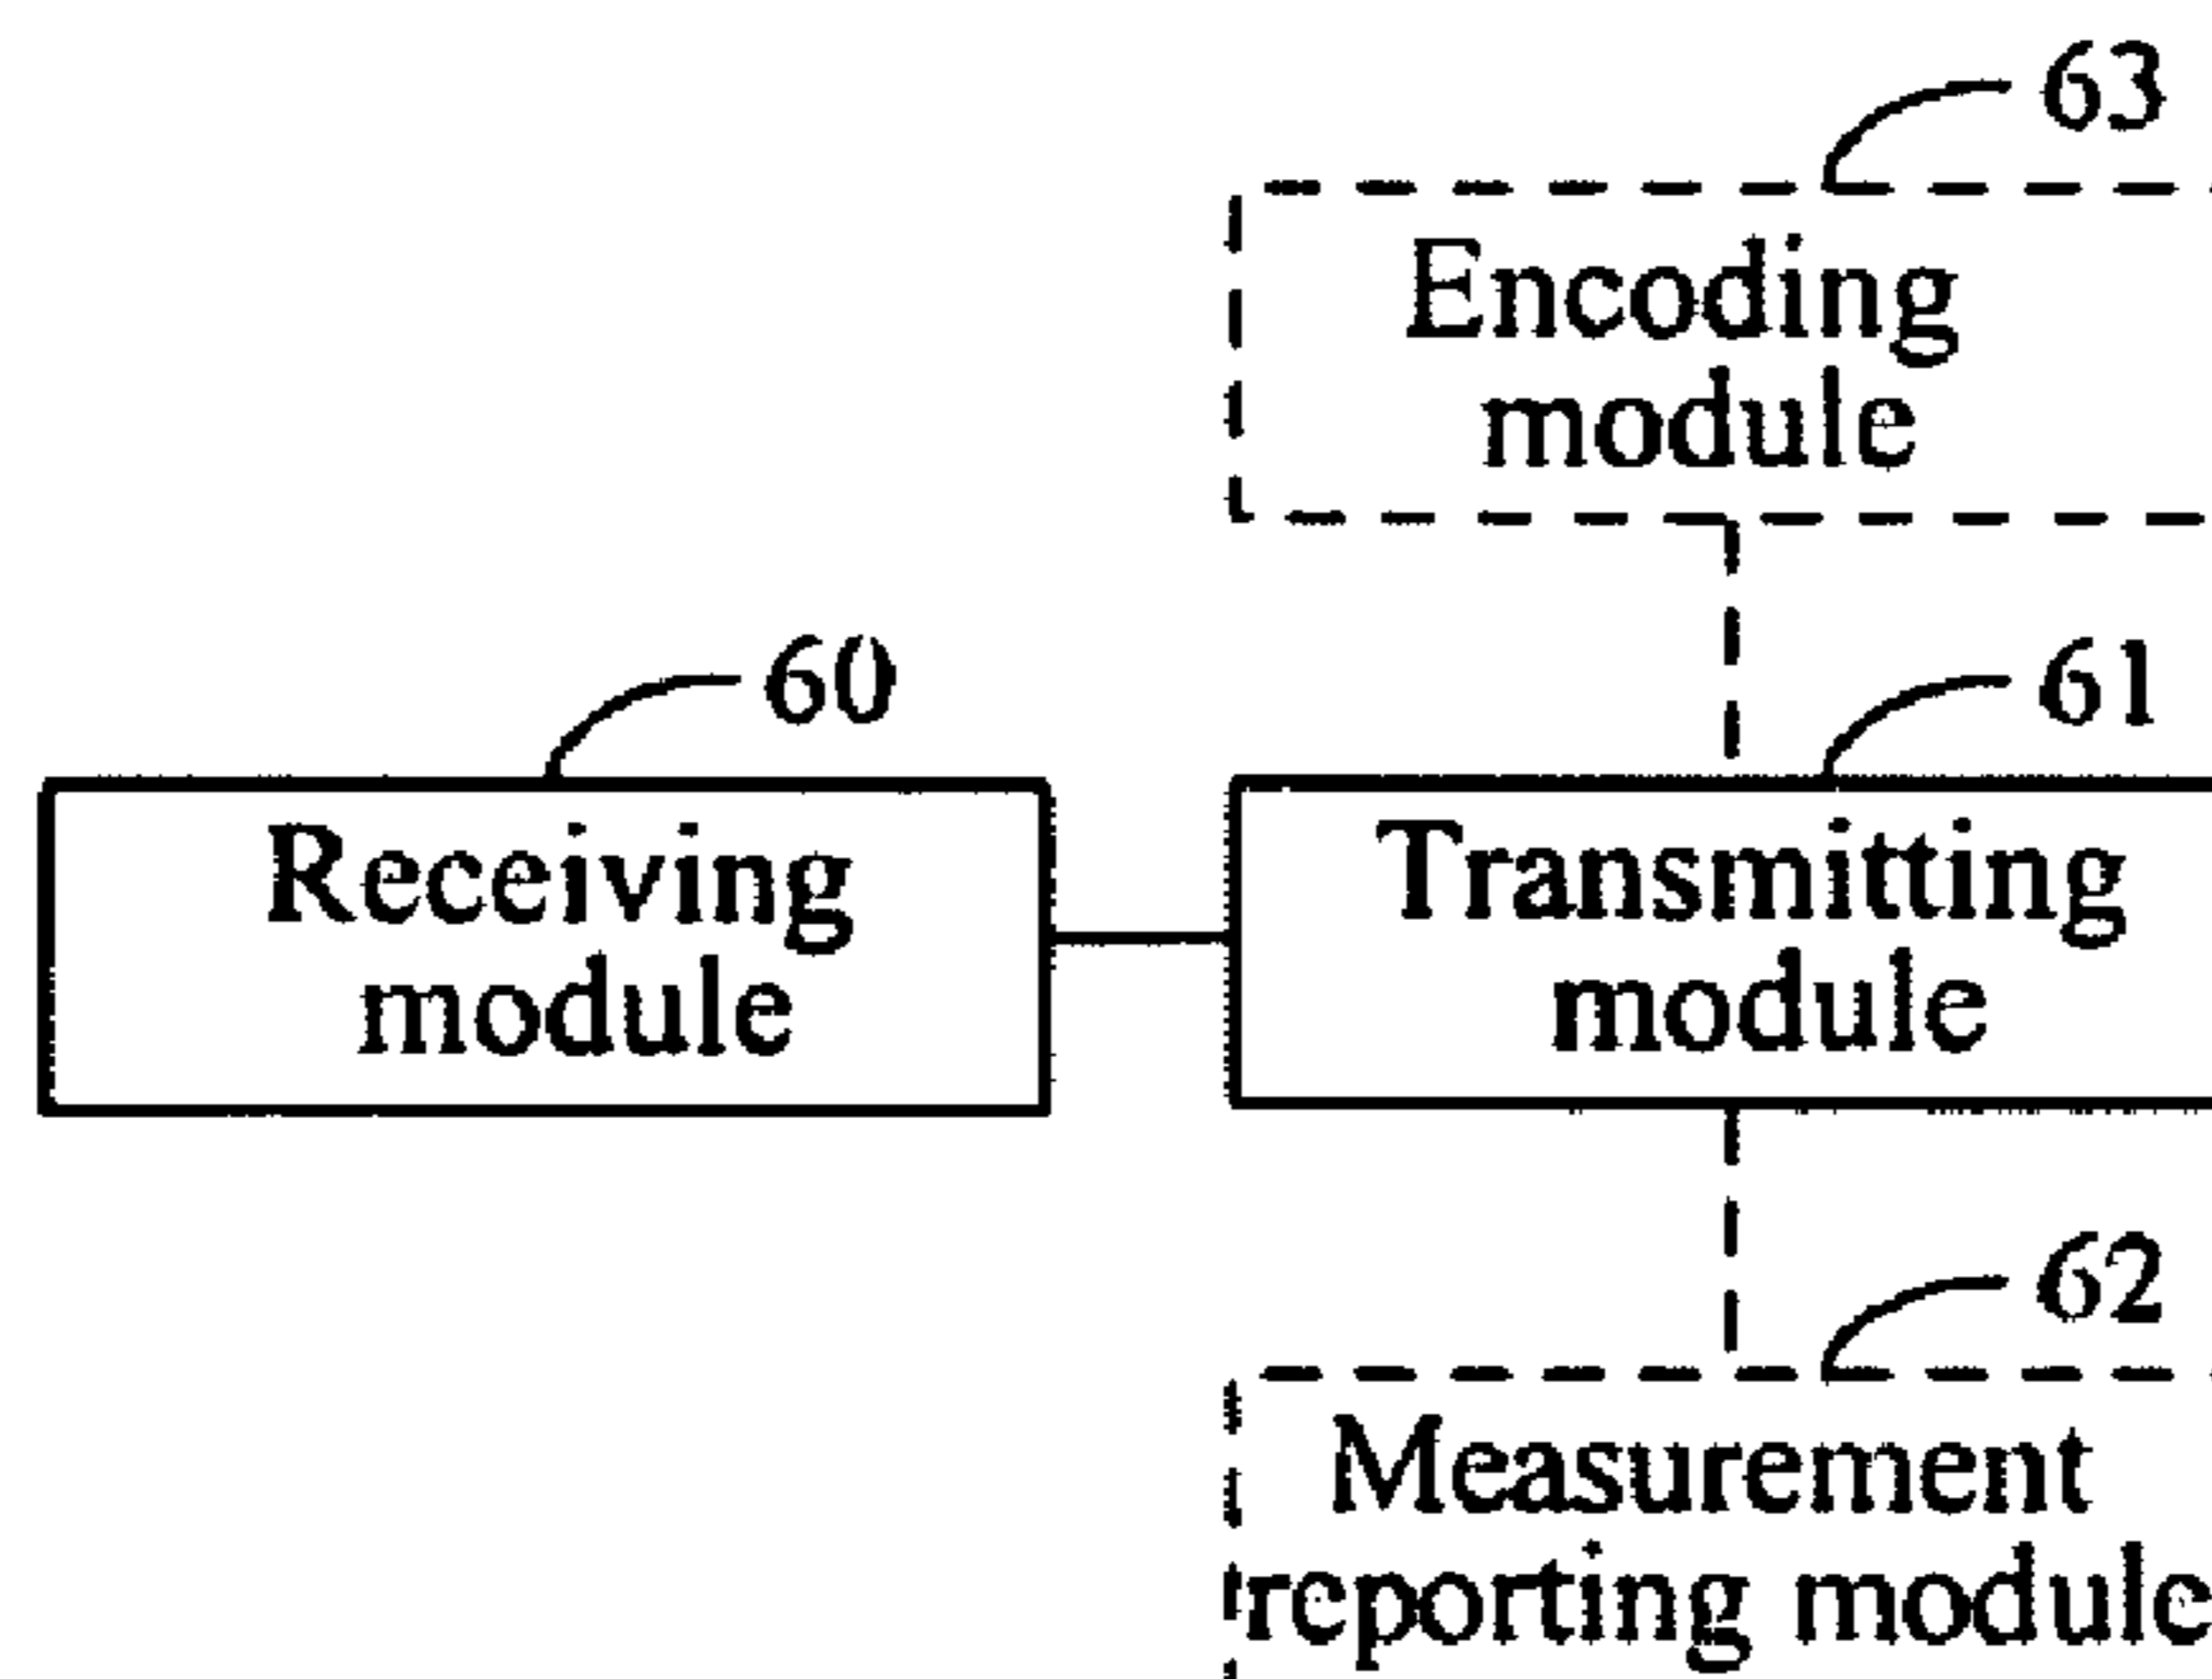 63
Encoding
module
60
61
Receiving
module
Transmitting
module
62
Measurement
reporting module